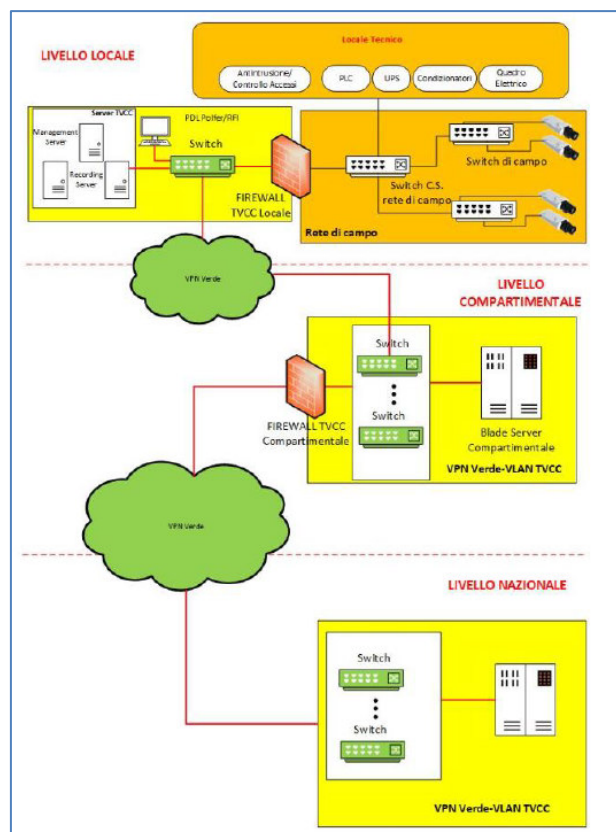 LIVELLO LOCALE
Locale Tecnico
Antintrusione/
Controllo Accessi
PLC
UPS
Condizionatori
Quadro
Elettrico
Server TVCC
Management
Server
Recording
Server
PDL Polfer/RFI
Switch
FIREWALL
TVCC Locale
Switch C.S.
rete di campo
Switch di campo
Rete di campo
VPN Verde
LIVELLO
COMPARTIMENTALE
Switch
Switch
FIREWALL TVCC
Compartimentale
Blade Server
Compartimentale
VPN Verde-VLAN TVCC
VPN Verde
LIVELLO NAZIONALE
Switch
Switch
VPN Verde-VLAN TVCC